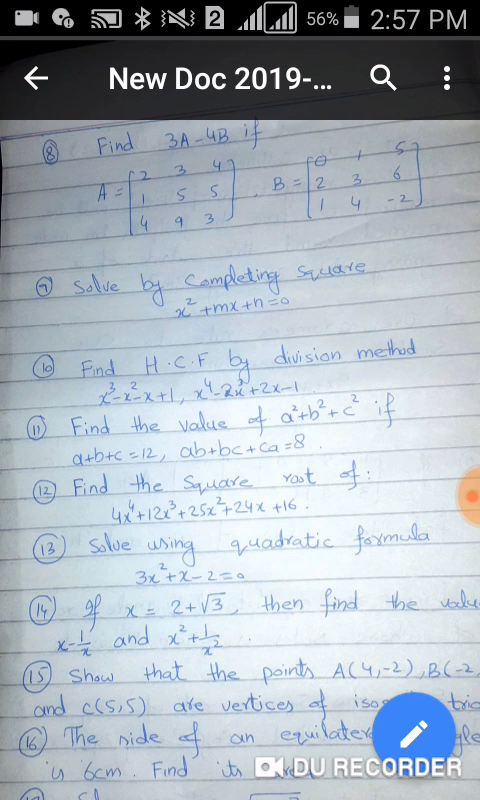 2
56%
2:57 PM
New Doc 2019-...
⑧ Find 3A-4B if
A = [2 3 4
1 5 5
4 9 3], B = [0 1 5
2 3 6
1 4 -2]
⑨ Solve by Completing Square
x²+mx+n=0
⑩ Find H.C.F by division method
x³-x²-x+1, x⁴-2x³+2x-1
⑪ Find the value of a²+b²+c² if
a+b+c=12, ab+bc+ca=8.
⑫ Find the Square root of:
4x⁴+12x³+25x²+24x+16.
⑬ Solve using quadratic formula
3x²+x-2=0
⑭ If x = 2+√3, then find the
x-1/x and x²+1/x².
⑮ Show that the points A(4,-2), B(-2
and C(5,5) are vertices of
⑯ The side of an
is 6cm. Find its
DU RECORDER